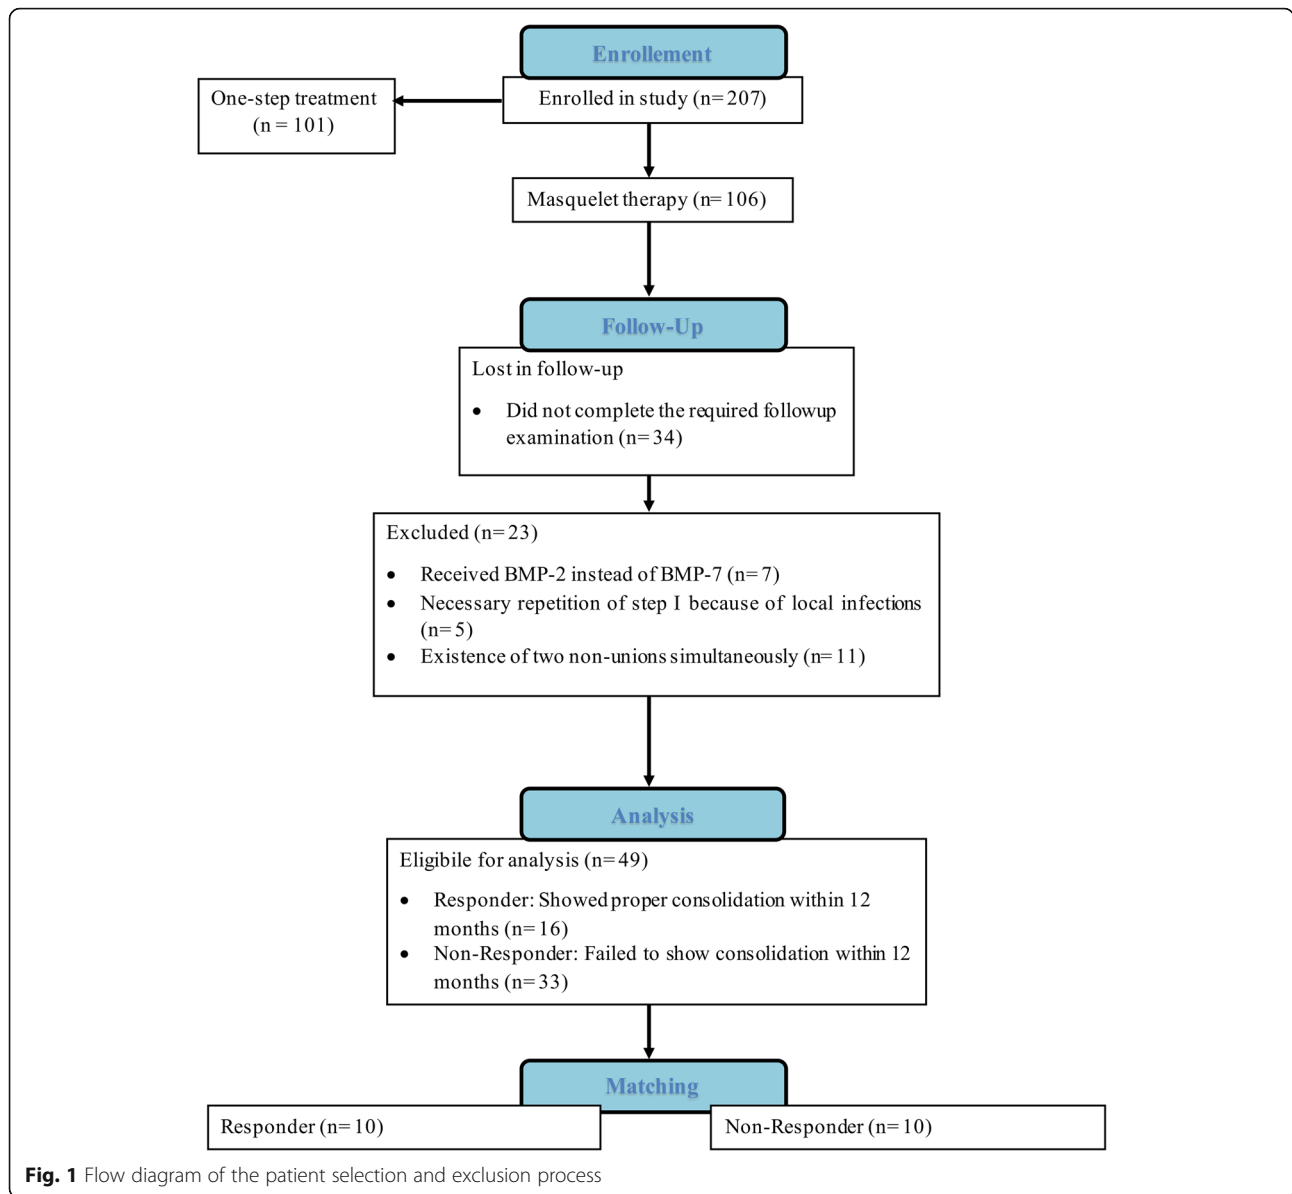 Enrollement
Enrolled in study (n=207)
One-step treatment
(n = 101)
Masquelet therapy (n=106)
Follow-Up
Lost in follow-up
• Did not complete the required followup
examination (n=34)
Excluded (n=23)
• Received BMP-2 instead of BMP-7 (n=7)
• Necessary repetition of step I because of local infections
(n=5)
• Existence of two non-unions simultaneously (n=11)
Analysis
Eligibile for analysis (n=49)
• Responder: Showed proper consolidation within 12
months (n=16)
• Non-Responder: Failed to show consolidation within 12
months (n=33)
Matching
Responder (n=10)
Non-Responder (n=10)
Fig. 1 Flow diagram of the patient selection and exclusion process